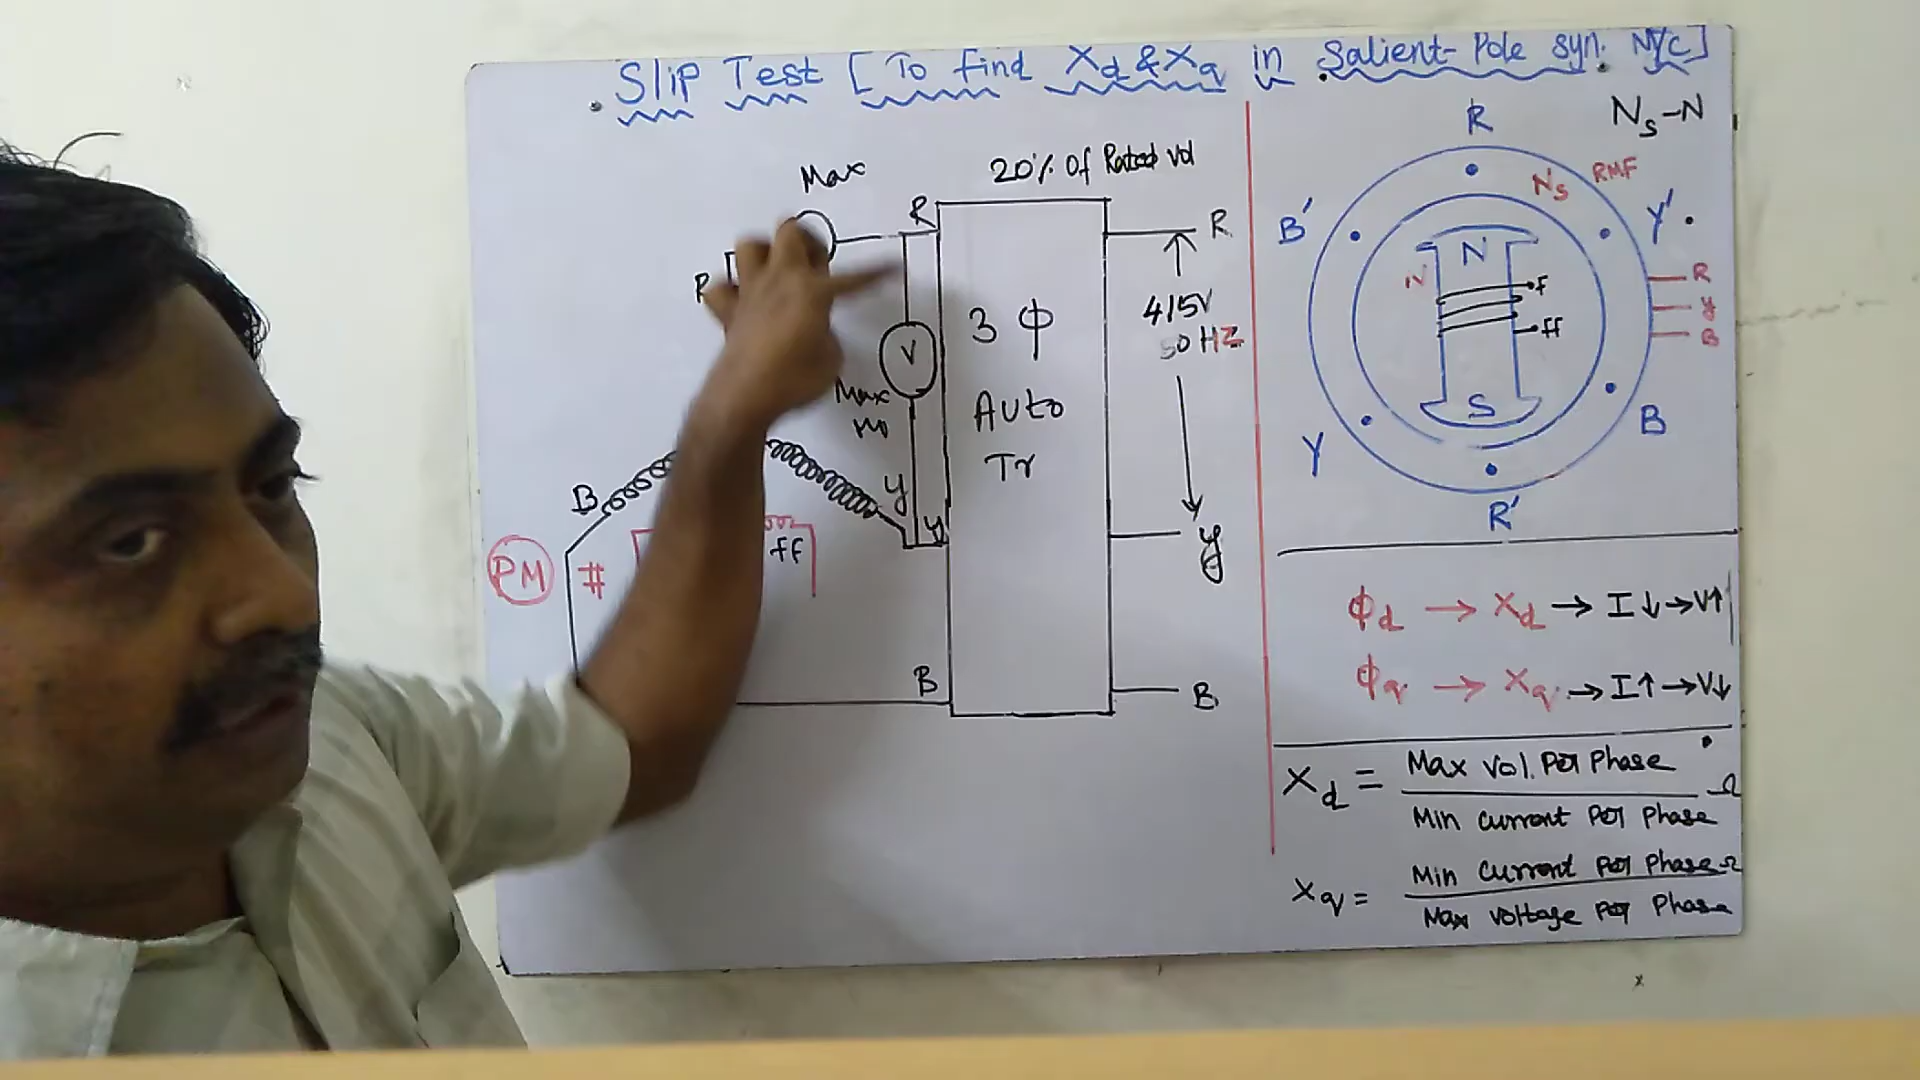 Slip Test [ To find Xd & Xq in Salient-Pole syn. M/c ]
Max
20% Of Rated Vol
R
R
R
3 ϕ
Auto
Tr
V
Max
415V
50 HZ
B
y
y
y
PM
#
ff
B
B
Ns-N
R
Ns RMF
B'
Y'
N
N
f
ff
R
y
B
S
Y
B
R'
ϕd → Xd → I ↓ → V↑
ϕq → Xq → I↑ → V↓
Xd = Max Vol. Per Phase / Min current Per Phase Ω
Xq = Min Current Per Phase Ω / Max Voltage Per Phase